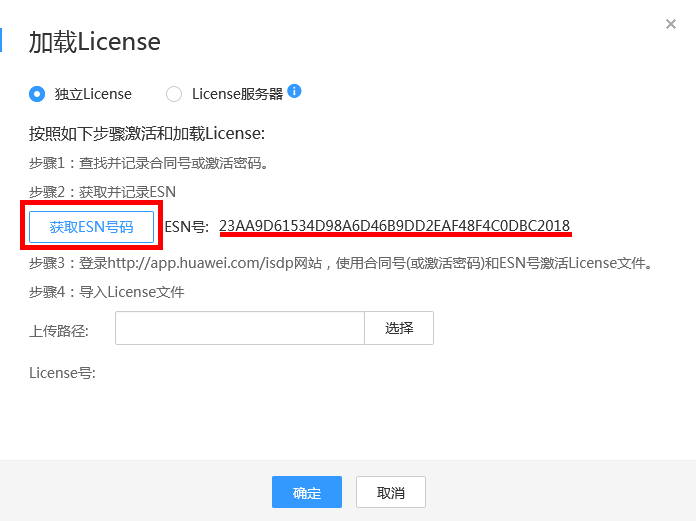 加载License
独立License License服务器
按照如下步骤激活和加载License:
步骤1：查找并记录合同号或激活密码。
步骤2：获取并记录ESN
获取ESN号码 ESN号: 23AA9D61534D98A6D46B9DD2EAF48F4C0DBC2018
步骤3：登录http://app.huawei.com/isdp网站，使用合同号(或激活密码)和ESN号激活License文件。
步骤4：导入License文件
上传路径: 选择
License号:
确定 取消